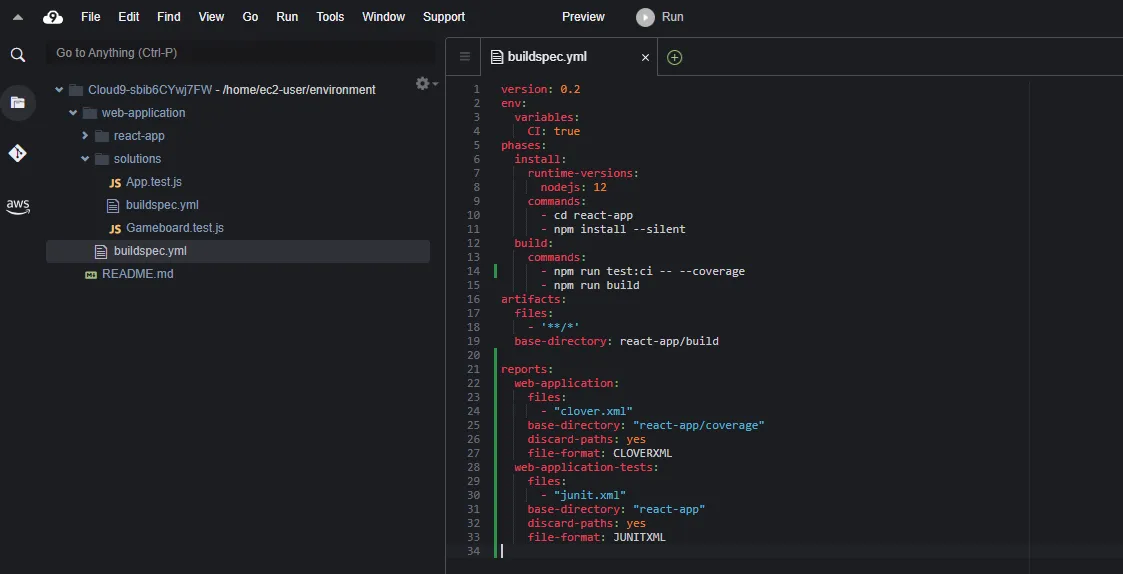 File Edit Find View Go Run Tools Window Support Preview Run
Go to Anything (Ctrl-P)
Cloud9-sbib6CYwj7FW - /home/ec2-user/environment
web-application
react-app
solutions
JS App.test.js
buildspec.yml
JS Gameboard.test.js
buildspec.yml
README.md
aws
buildspec.yml
1 version: 0.2
2 env:
3   variables:
4     CI: true
5 phases:
6   install:
7     runtime-versions:
8       nodejs: 12
9     commands:
10       - cd react-app
11       - npm install --silent
12   build:
13     commands:
14       - npm run test:ci -- --coverage
15       - npm run build
16 artifacts:
17   files:
18     - '**/*'
19   base-directory: react-app/build
20
21 reports:
22   web-application:
23     files:
24       - "clover.xml"
25     base-directory: "react-app/coverage"
26     discard-paths: yes
27     file-format: CLOVERXML
28   web-application-tests:
29     files:
30       - "junit.xml"
31     base-directory: "react-app"
32     discard-paths: yes
33     file-format: JUNITXML
34